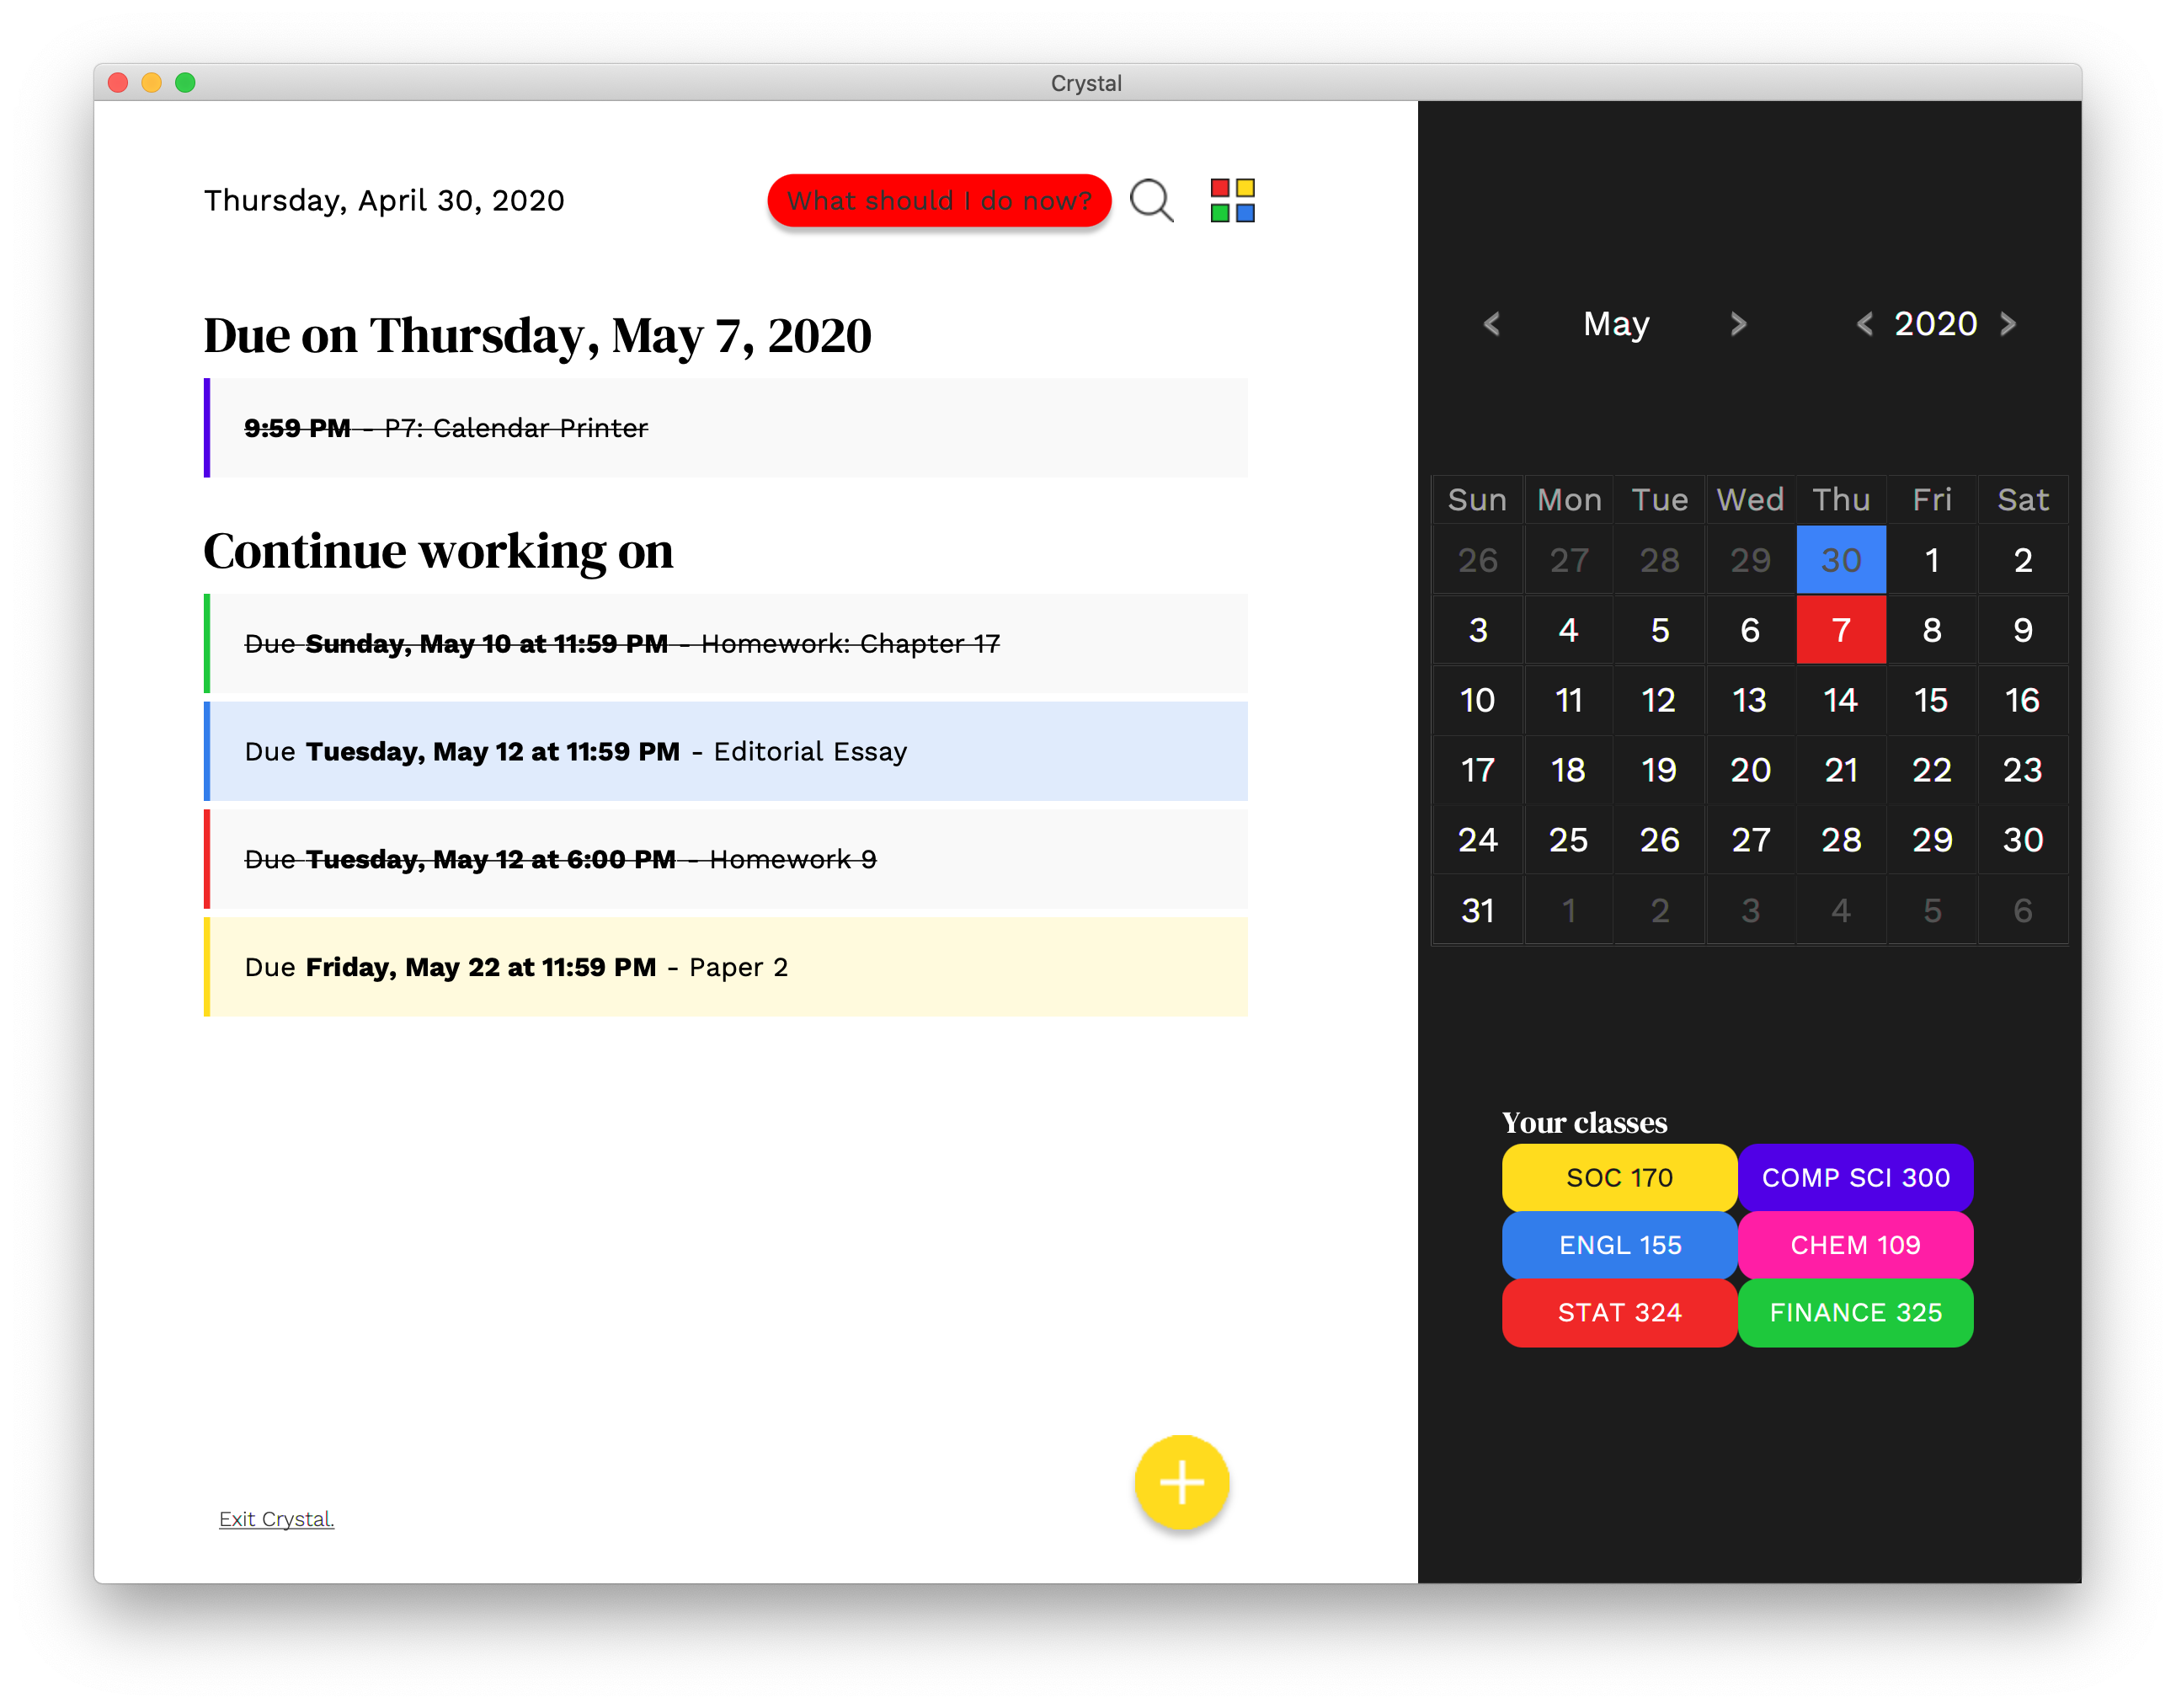 Crystal
Thursday, April 30, 2020
What should I do now?
Due on Thursday, May 7, 2020
9:59 PM - P7: Calendar Printer
Continue working on
Due Sunday, May 10 at 11:59 PM - Homework: Chapter 17
Due Tuesday, May 12 at 11:59 PM - Editorial Essay
Due Tuesday, May 12 at 6:00 PM - Homework 9
Due Friday, May 22 at 11:59 PM - Paper 2
Exit Crystal.
< May > < 2020 >
Sun Mon Tue Wed Thu Fri Sat
26 27 28 29 30 1 2
3 4 5 6 7 8 9
10 11 12 13 14 15 16
17 18 19 20 21 22 23
24 25 26 27 28 29 30
31 1 2 3 4 5 6
Your classes
SOC 170 COMP SCI 300
ENGL 155 CHEM 109
STAT 324 FINANCE 325